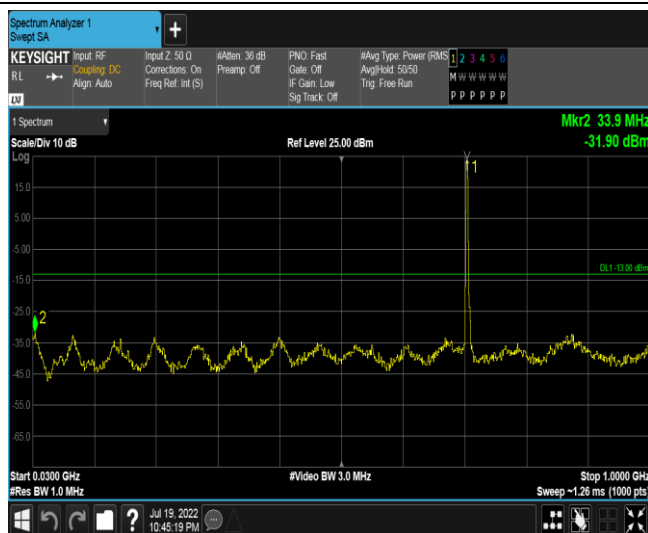 Spectrum Analyzer 1
Swept SA
+
KEYSIGHT
RL
LXI
Input: RF
Coupling: DC
Align: Auto
Input Z: 50 Ω
Corrections: On
Freq Ref: Int (S)
#Atten: 36 dB
Preamp: Off
PNO: Fast
Gate: Off
IF Gain: Low
Sig Track: Off
#Avg Type: Power (RMS
Avg|Hold: 50/50
Trig: Free Run
1 2 3 4 5 6
M W W W W W
P P P P P P
1 Spectrum
Mkr2 33.9 MHz
Scale/Div 10 dB
Ref Level 25.00 dBm
-31.90 dBm
Log
1
15.0
5.00
-5.00
DL1 -13.00 dBm
-15.0
-25.0
2
-35.0
-45.0
-55.0
-65.0
Start 0.0300 GHz
#Video BW 3.0 MHz
Stop 1.0000 GHz
#Res BW 1.0 MHz
Sweep ~1.26 ms (1000 pts)
?
Jul 19, 2022
10:45:19 PM